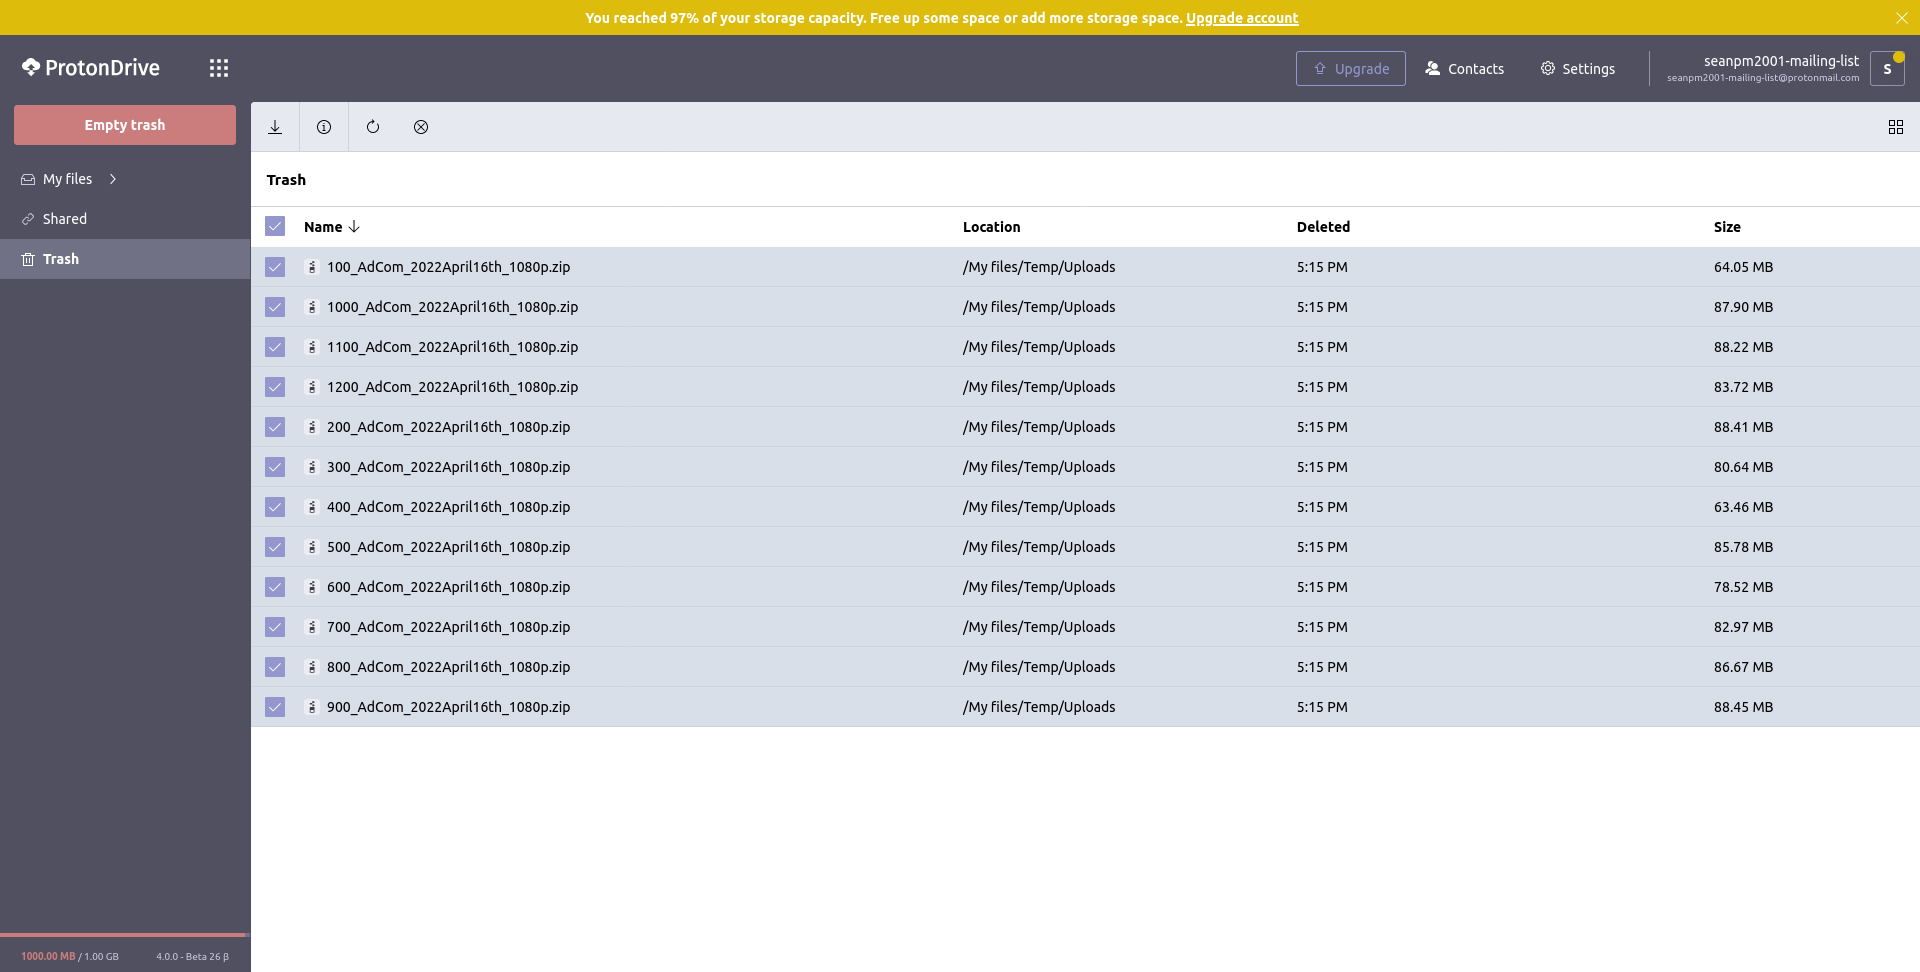 You reached 97% of your storage capacity. Free up some space or add more storage space. Upgrade account
ProtonDrive
Upgrade
Contacts
Settings
seanpm2001-mailing-list
seanpm2001-mailing-list@protonmail.com
S
Empty trash
My files
Shared
Trash
Trash
Name Location Deleted Size
100_AdCom_2022April16th_1080p.zip /My files/Temp/Uploads 5:15 PM 64.05 MB
1000_AdCom_2022April16th_1080p.zip /My files/Temp/Uploads 5:15 PM 87.90 MB
1100_AdCom_2022April16th_1080p.zip /My files/Temp/Uploads 5:15 PM 88.22 MB
1200_AdCom_2022April16th_1080p.zip /My files/Temp/Uploads 5:15 PM 83.72 MB
200_AdCom_2022April16th_1080p.zip /My files/Temp/Uploads 5:15 PM 88.41 MB
300_AdCom_2022April16th_1080p.zip /My files/Temp/Uploads 5:15 PM 80.64 MB
400_AdCom_2022April16th_1080p.zip /My files/Temp/Uploads 5:15 PM 63.46 MB
500_AdCom_2022April16th_1080p.zip /My files/Temp/Uploads 5:15 PM 85.78 MB
600_AdCom_2022April16th_1080p.zip /My files/Temp/Uploads 5:15 PM 78.52 MB
700_AdCom_2022April16th_1080p.zip /My files/Temp/Uploads 5:15 PM 82.97 MB
800_AdCom_2022April16th_1080p.zip /My files/Temp/Uploads 5:15 PM 86.67 MB
900_AdCom_2022April16th_1080p.zip /My files/Temp/Uploads 5:15 PM 88.45 MB
1000.00 MB / 1.00 GB 4.0.0 - Beta 26 β